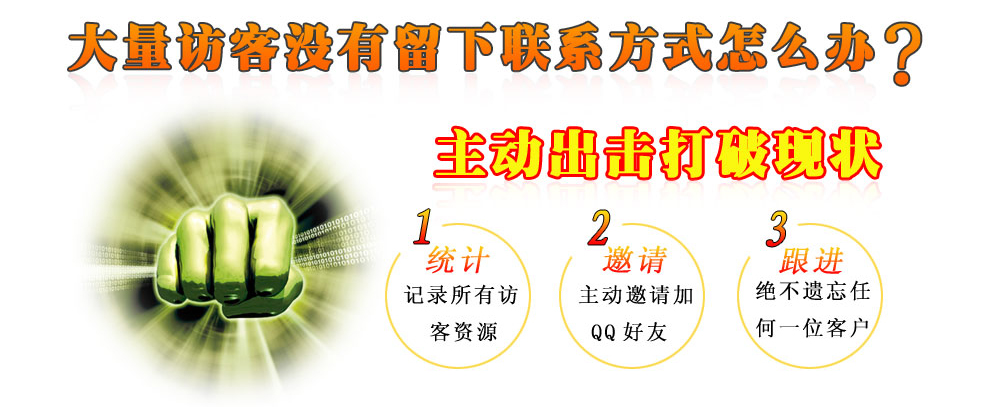 大量访客没有留下联系方式怎么办？
主动出击打破现状
1
统计
记录所有访
客资源
2
邀请
主动邀请加
QQ好友
3
跟进
绝不遗忘任
何一位客户